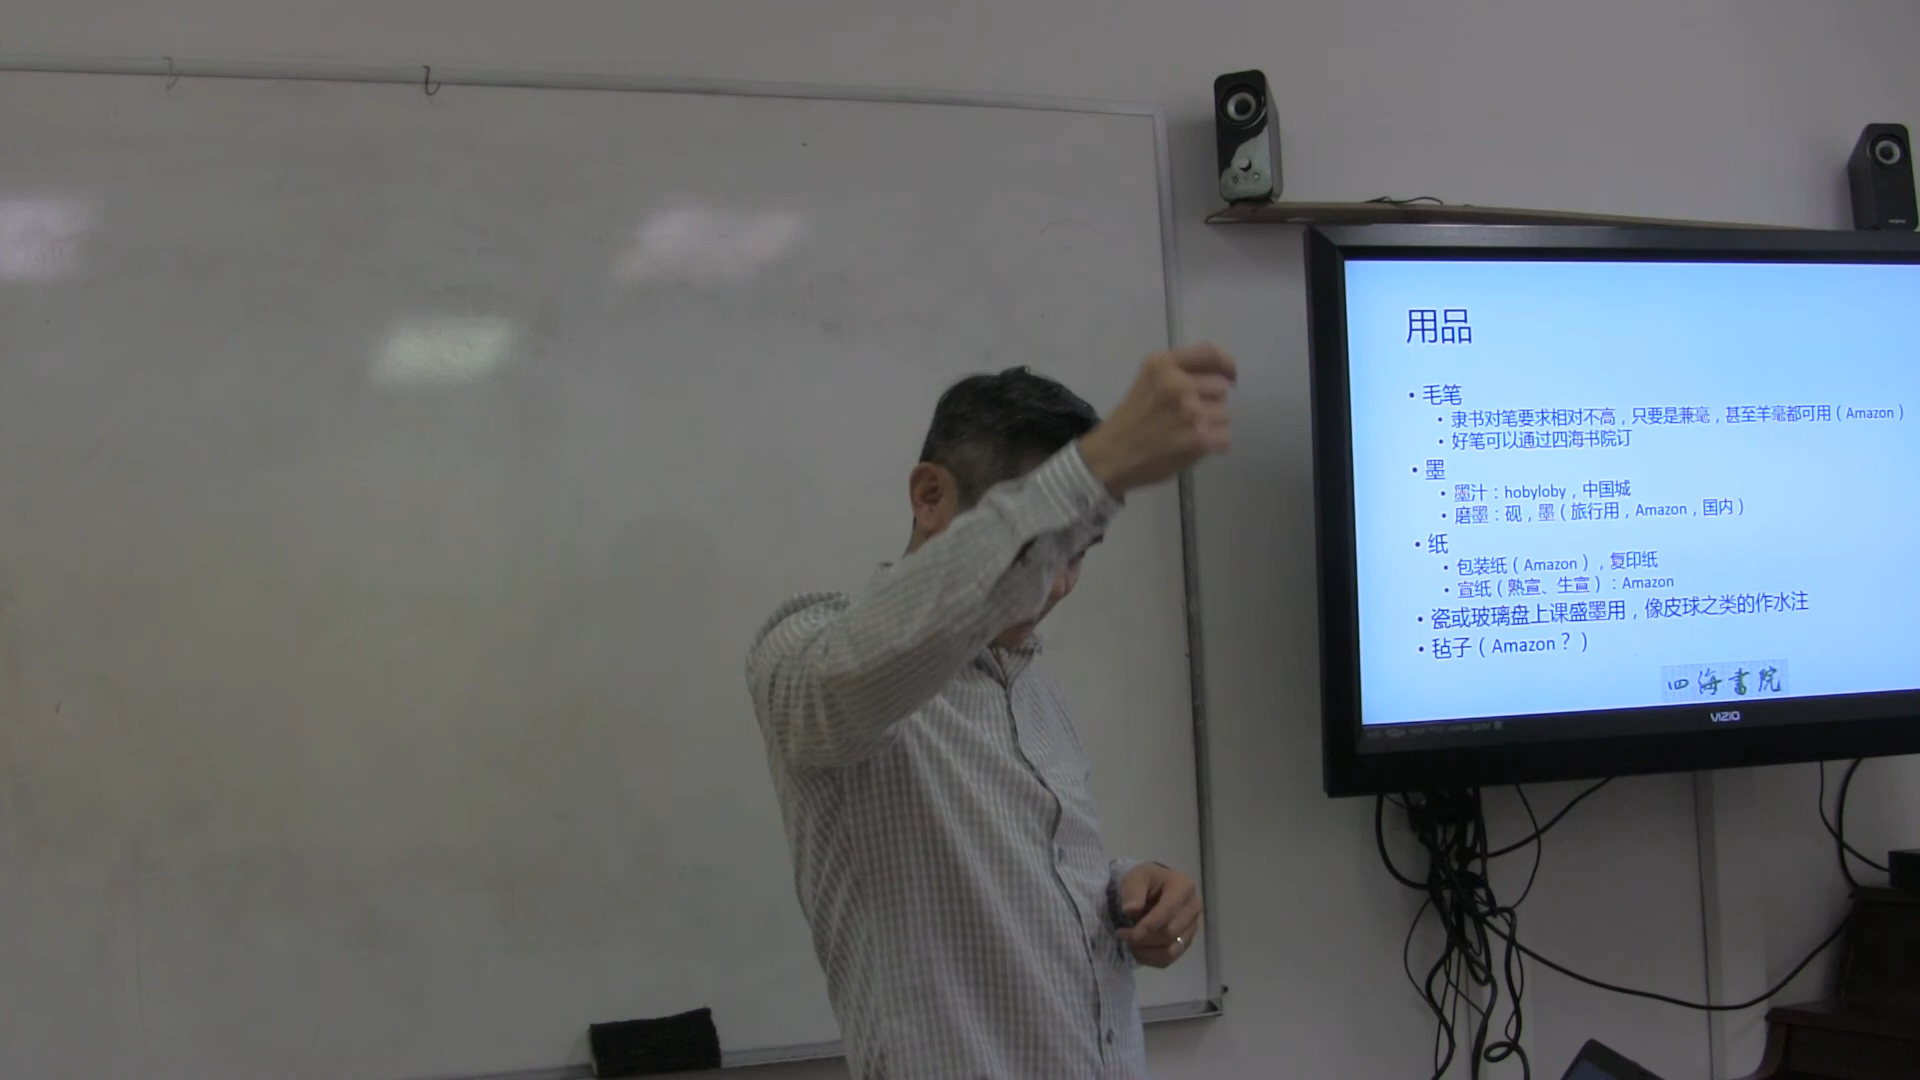 用品
• 毛笔
• 隶书对笔要求相对不高，只要是兼毫，甚至羊毫都可用（Amazon）
• 好笔可以通过四海书院订
• 墨
• 墨汁：hobyloby，中国城
• 磨墨：砚，墨（旅行用，Amazon，国内）
• 纸
• 包装纸（Amazon），复印纸
• 宣纸（熟宣、生宣）：Amazon
• 瓷或玻璃盘上课盛墨用，像皮球之类的作水注
• 毡子（Amazon？）
四海書院
VIZIO